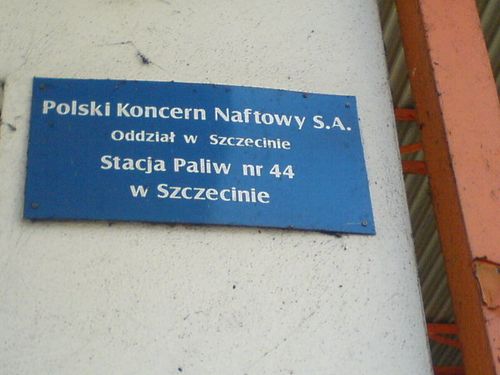 Polski Koncern Naftowy S.A.
Oddział w Szczecinie
Stacja Paliw nr 44
w Szczecinie